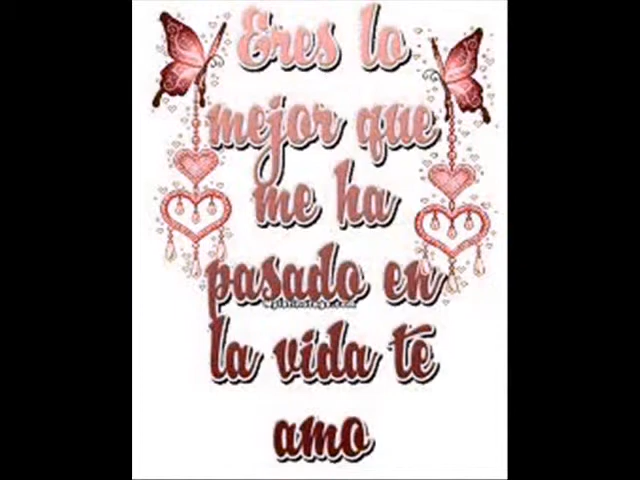 Eres lo
mejor que
me ha
pasado en
la vida te
amo